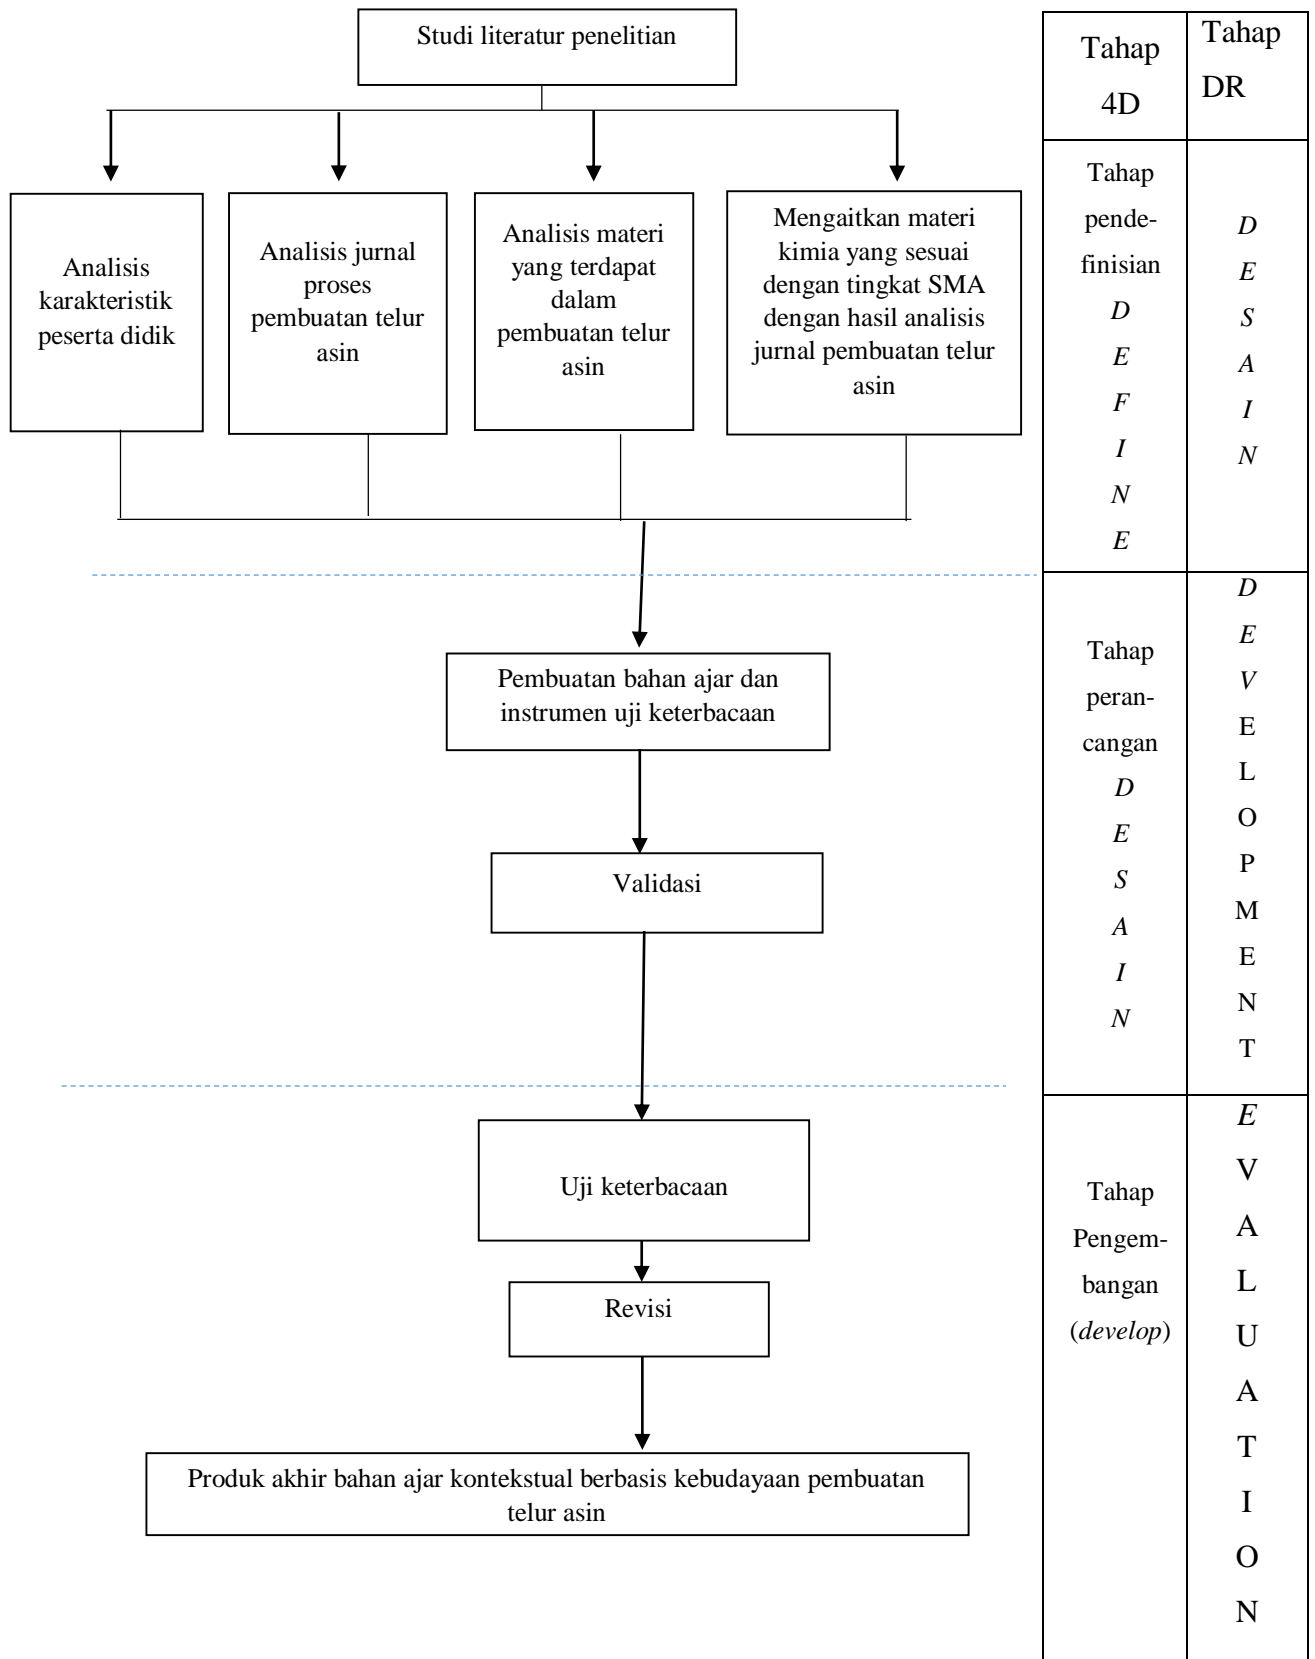 Studi literatur penelitian
Analisis
karakteristik
peserta didik
Analisis jurnal
proses
pembuatan telur
asin
Analisis materi
yang terdapat
dalam
pembuatan telur
asin
Mengaitkan materi
kimia yang sesuai
dengan tingkat SMA
dengan hasil analisis
jurnal pembuatan telur
asin
Pembuatan bahan ajar dan
instrumen uji keterbacaan
Validasi
Uji keterbacaan
Revisi
Produk akhir bahan ajar kontekstual berbasis kebudayaan pembuatan
telur asin
Tahap
4D
Tahap
DR
Tahap
pende-
finisian
D
E
F
I
N
E
D
E
S
A
I
N
Tahap
peran-
cangan
D
E
S
A
I
N
D
E
V
E
L
O
P
M
E
N
T
Tahap
Pengem-
bangan
(develop)
E
V
A
L
U
A
T
I
O
N